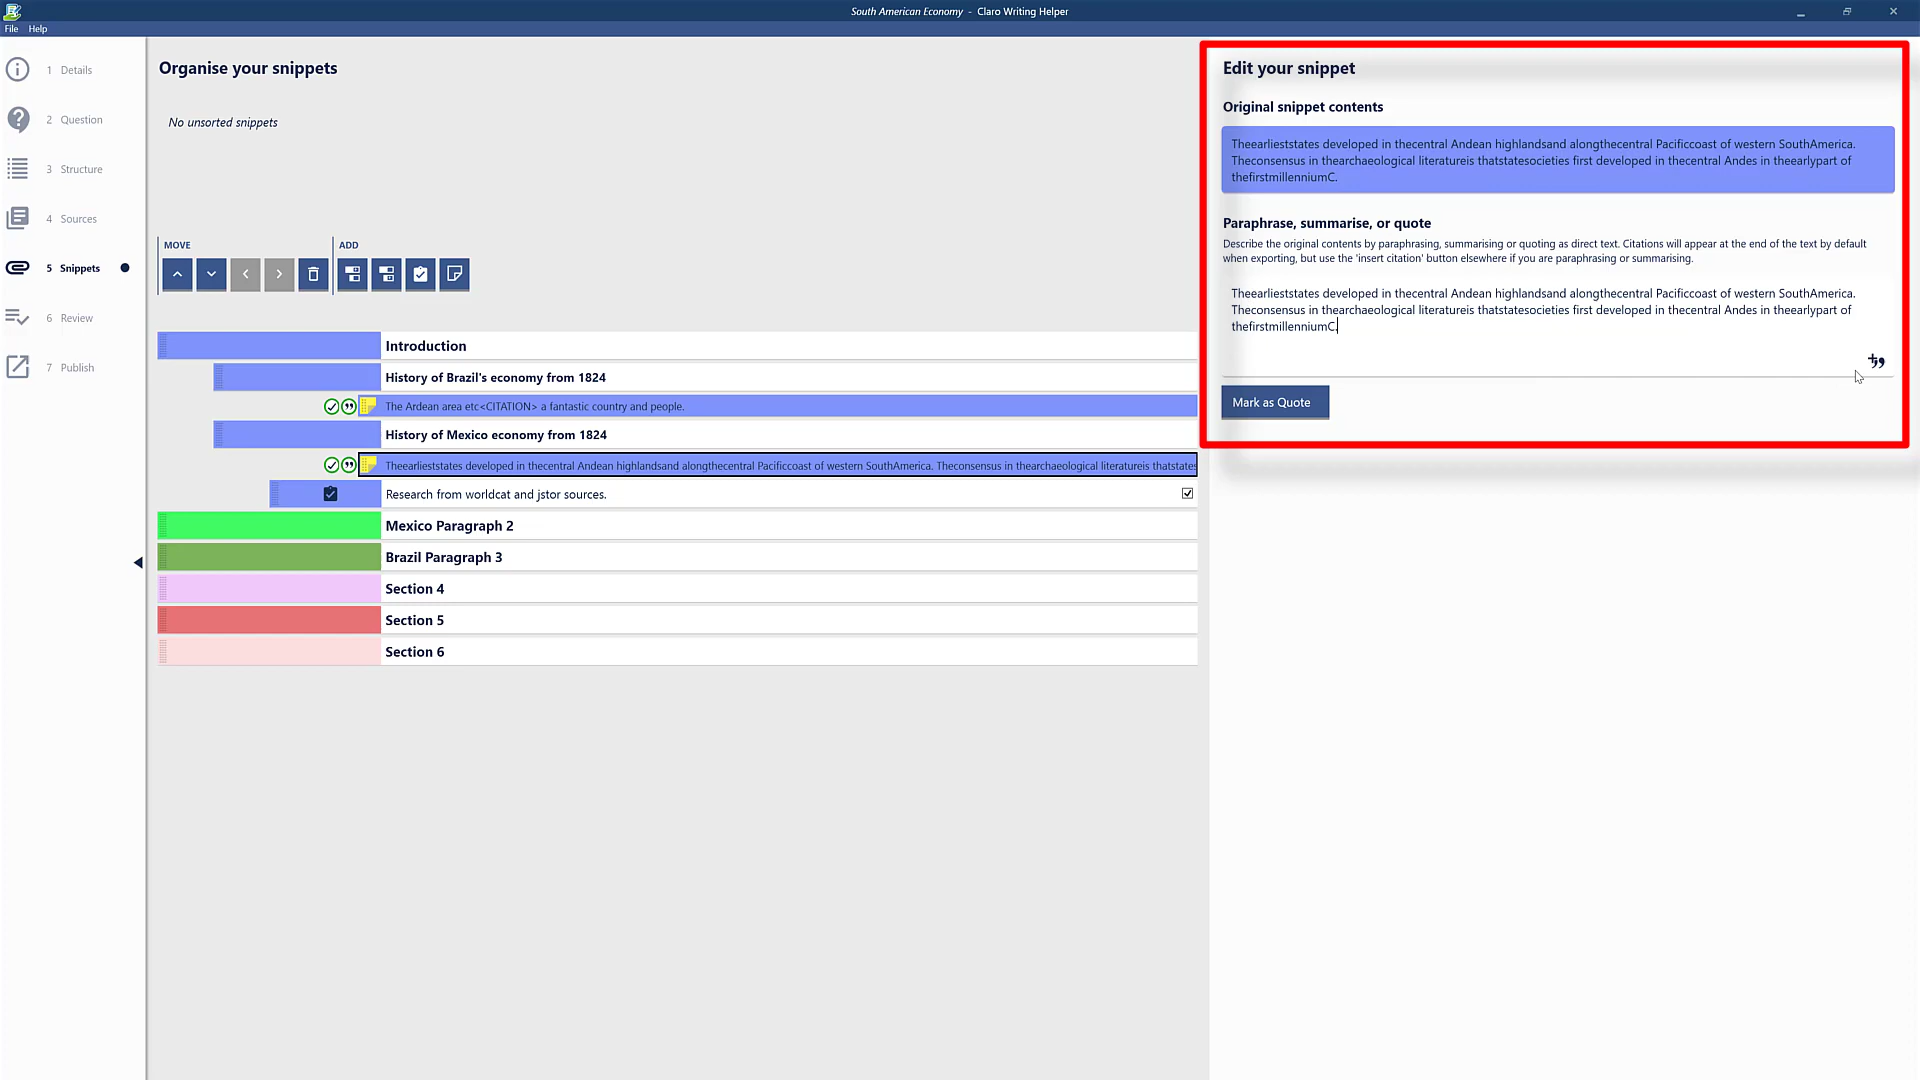 South American Economy - Claro Writing Helper
File Help
1 Details
2 Question
3 Structure
4 Sources
5 Snippets
6 Review
7 Publish
Organise your snippets
No unsorted snippets
MOVE
ADD
Introduction
History of Brazil's economy from 1824
The Ardean area etc<CITATION> a fantastic country and people.
History of Mexico economy from 1824
Theearlieststates developed in thecentral Andean highlandsand alongthecentral Pacificcoast of western SouthAmerica. Theconsensus in thearchaeological literatureis thatstates
Research from worldcat and jstor sources.
Mexico Paragraph 2
Brazil Paragraph 3
Section 4
Section 5
Section 6
Edit your snippet
Original snippet contents
Theearlieststates developed in thecentral Andean highlandsand alongthecentral Pacificcoast of western SouthAmerica.
Theconsensus in thearchaeological literatureis thatstatesocieties first developed in thecentral Andes in theearlypart of
thefirstmillenniumC.
Paraphrase, summarise, or quote
Describe the original contents by paraphrasing, summarising or quoting as direct text. Citations will appear at the end of the text by default
when exporting, but use the 'insert citation' button elsewhere if you are paraphrasing or summarising.
Theearlieststates developed in thecentral Andean highlandsand alongthecentral Pacificcoast of western SouthAmerica.
Theconsensus in thearchaeological literatureis thatstatesocieties first developed in thecentral Andes in theearlypart of
thefirstmillenniumC.
Mark as Quote